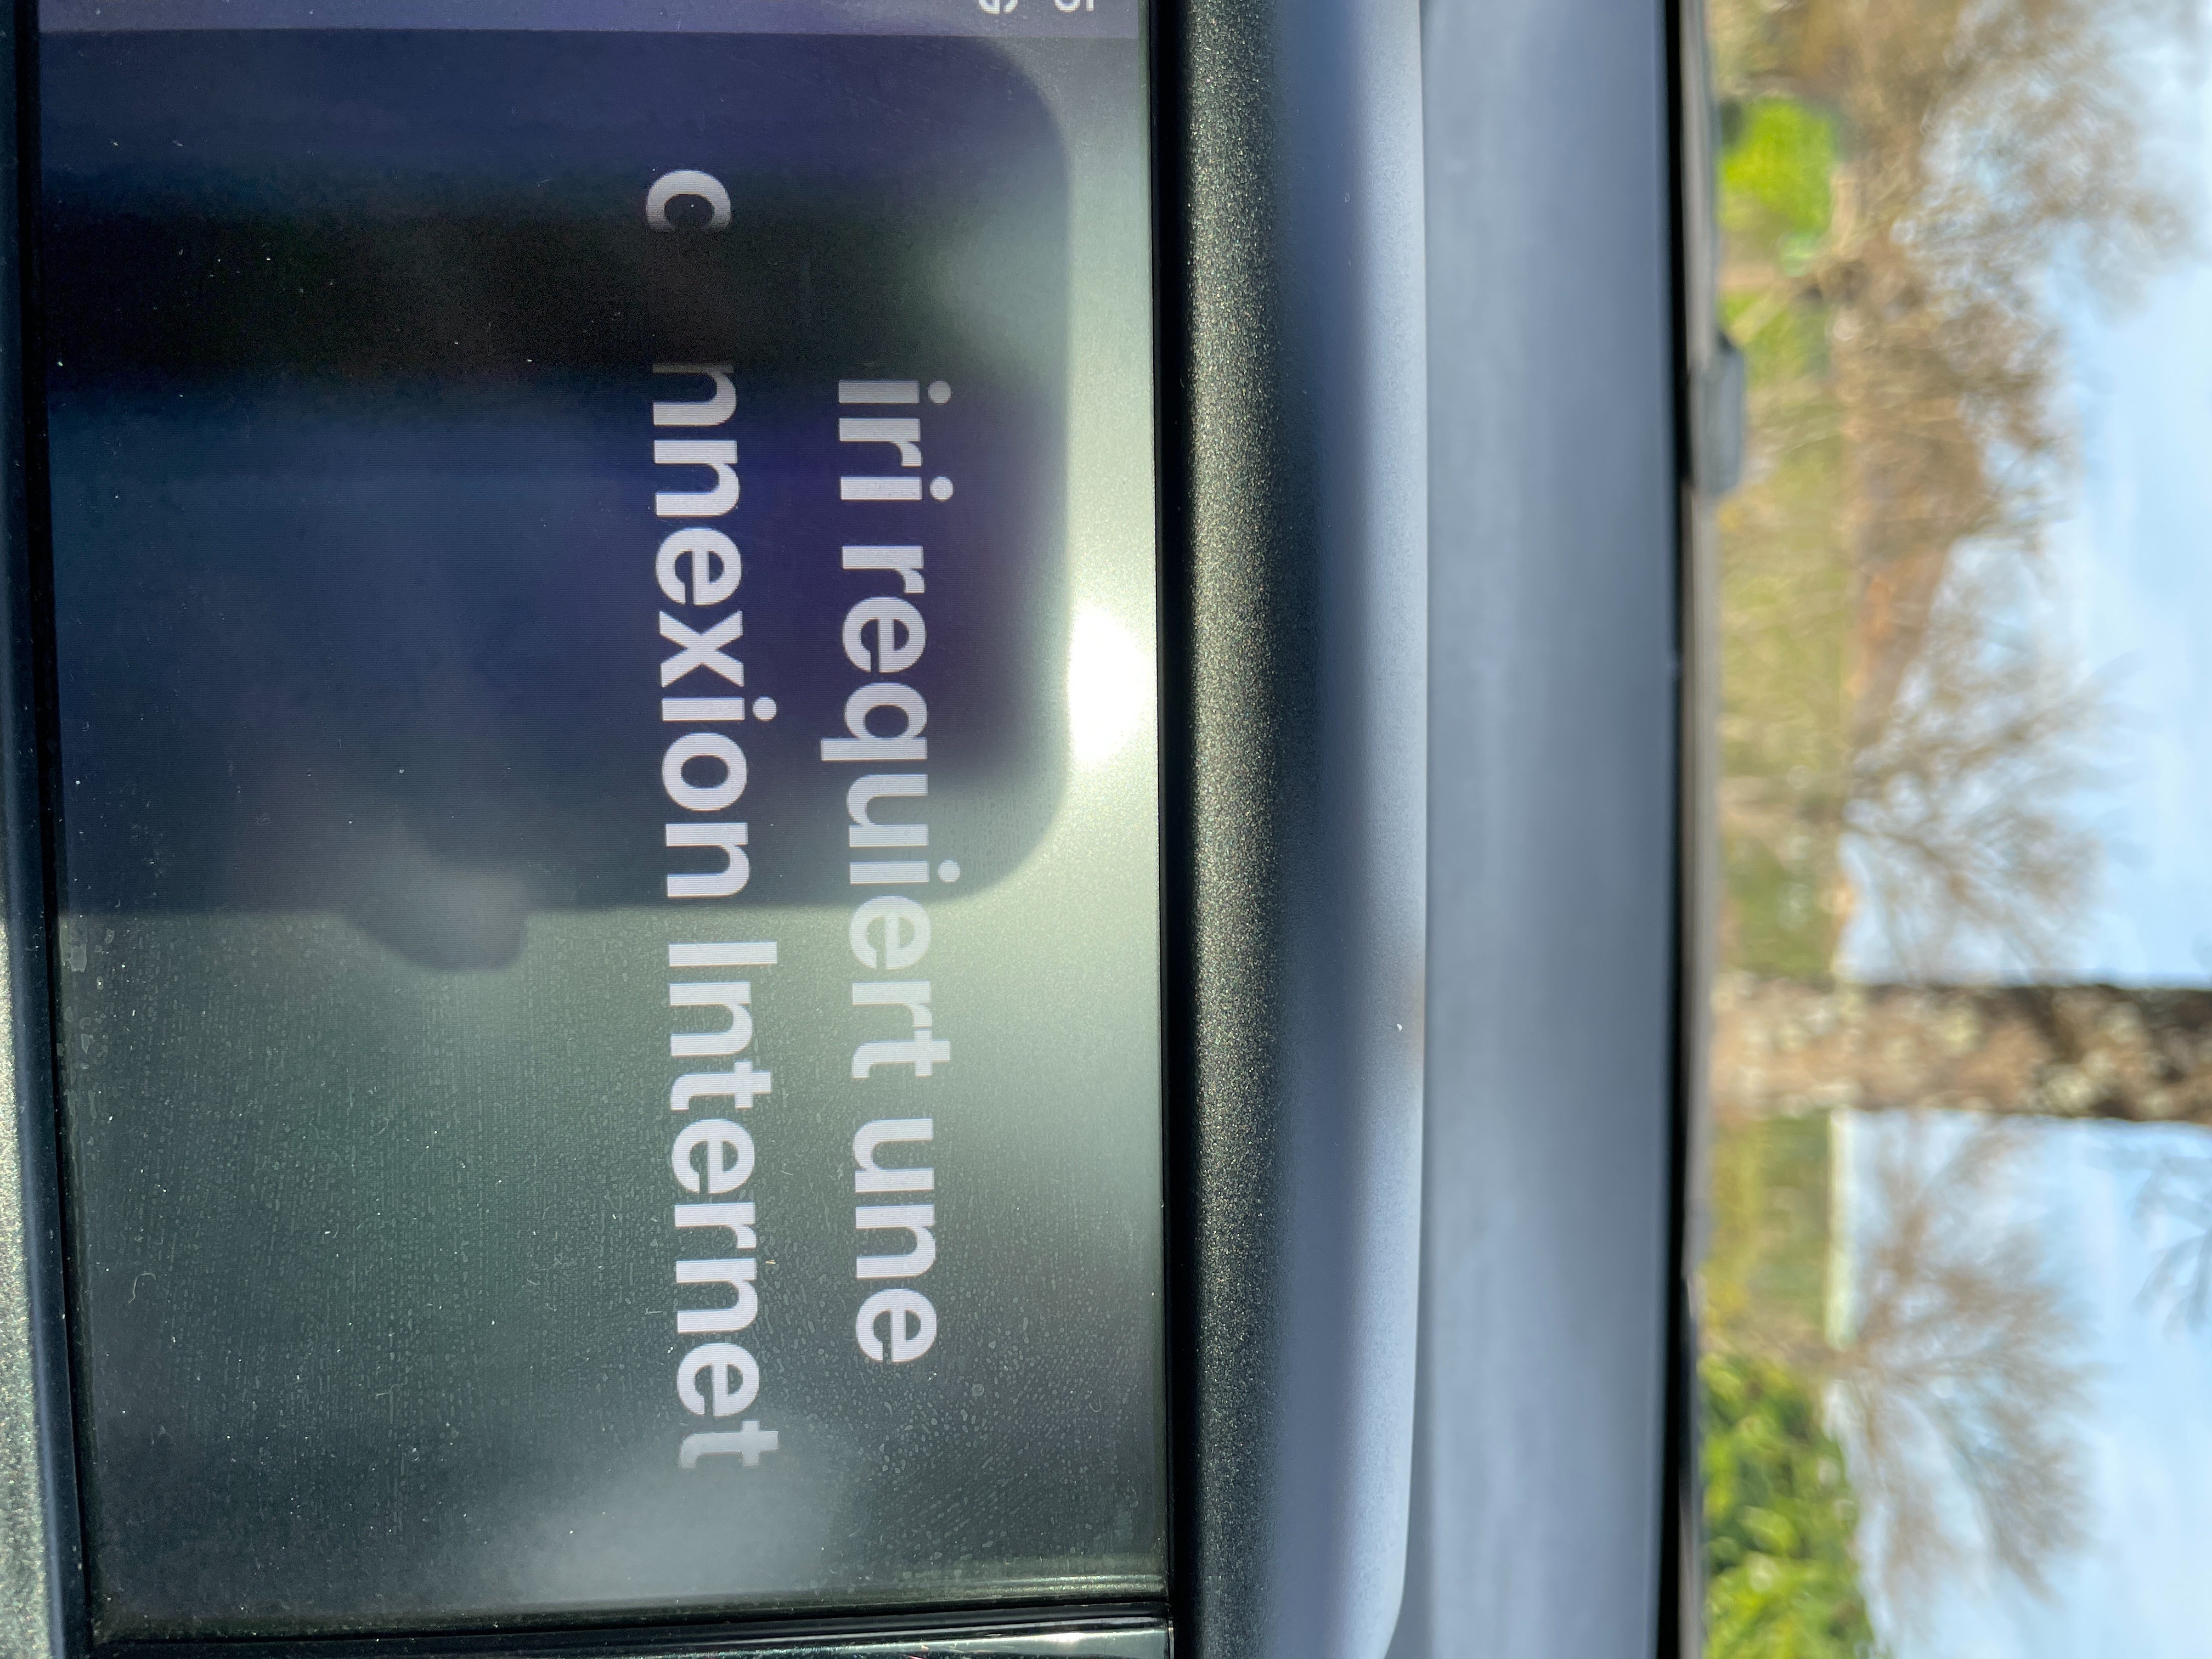 iri requiert une
c nnexion Internet